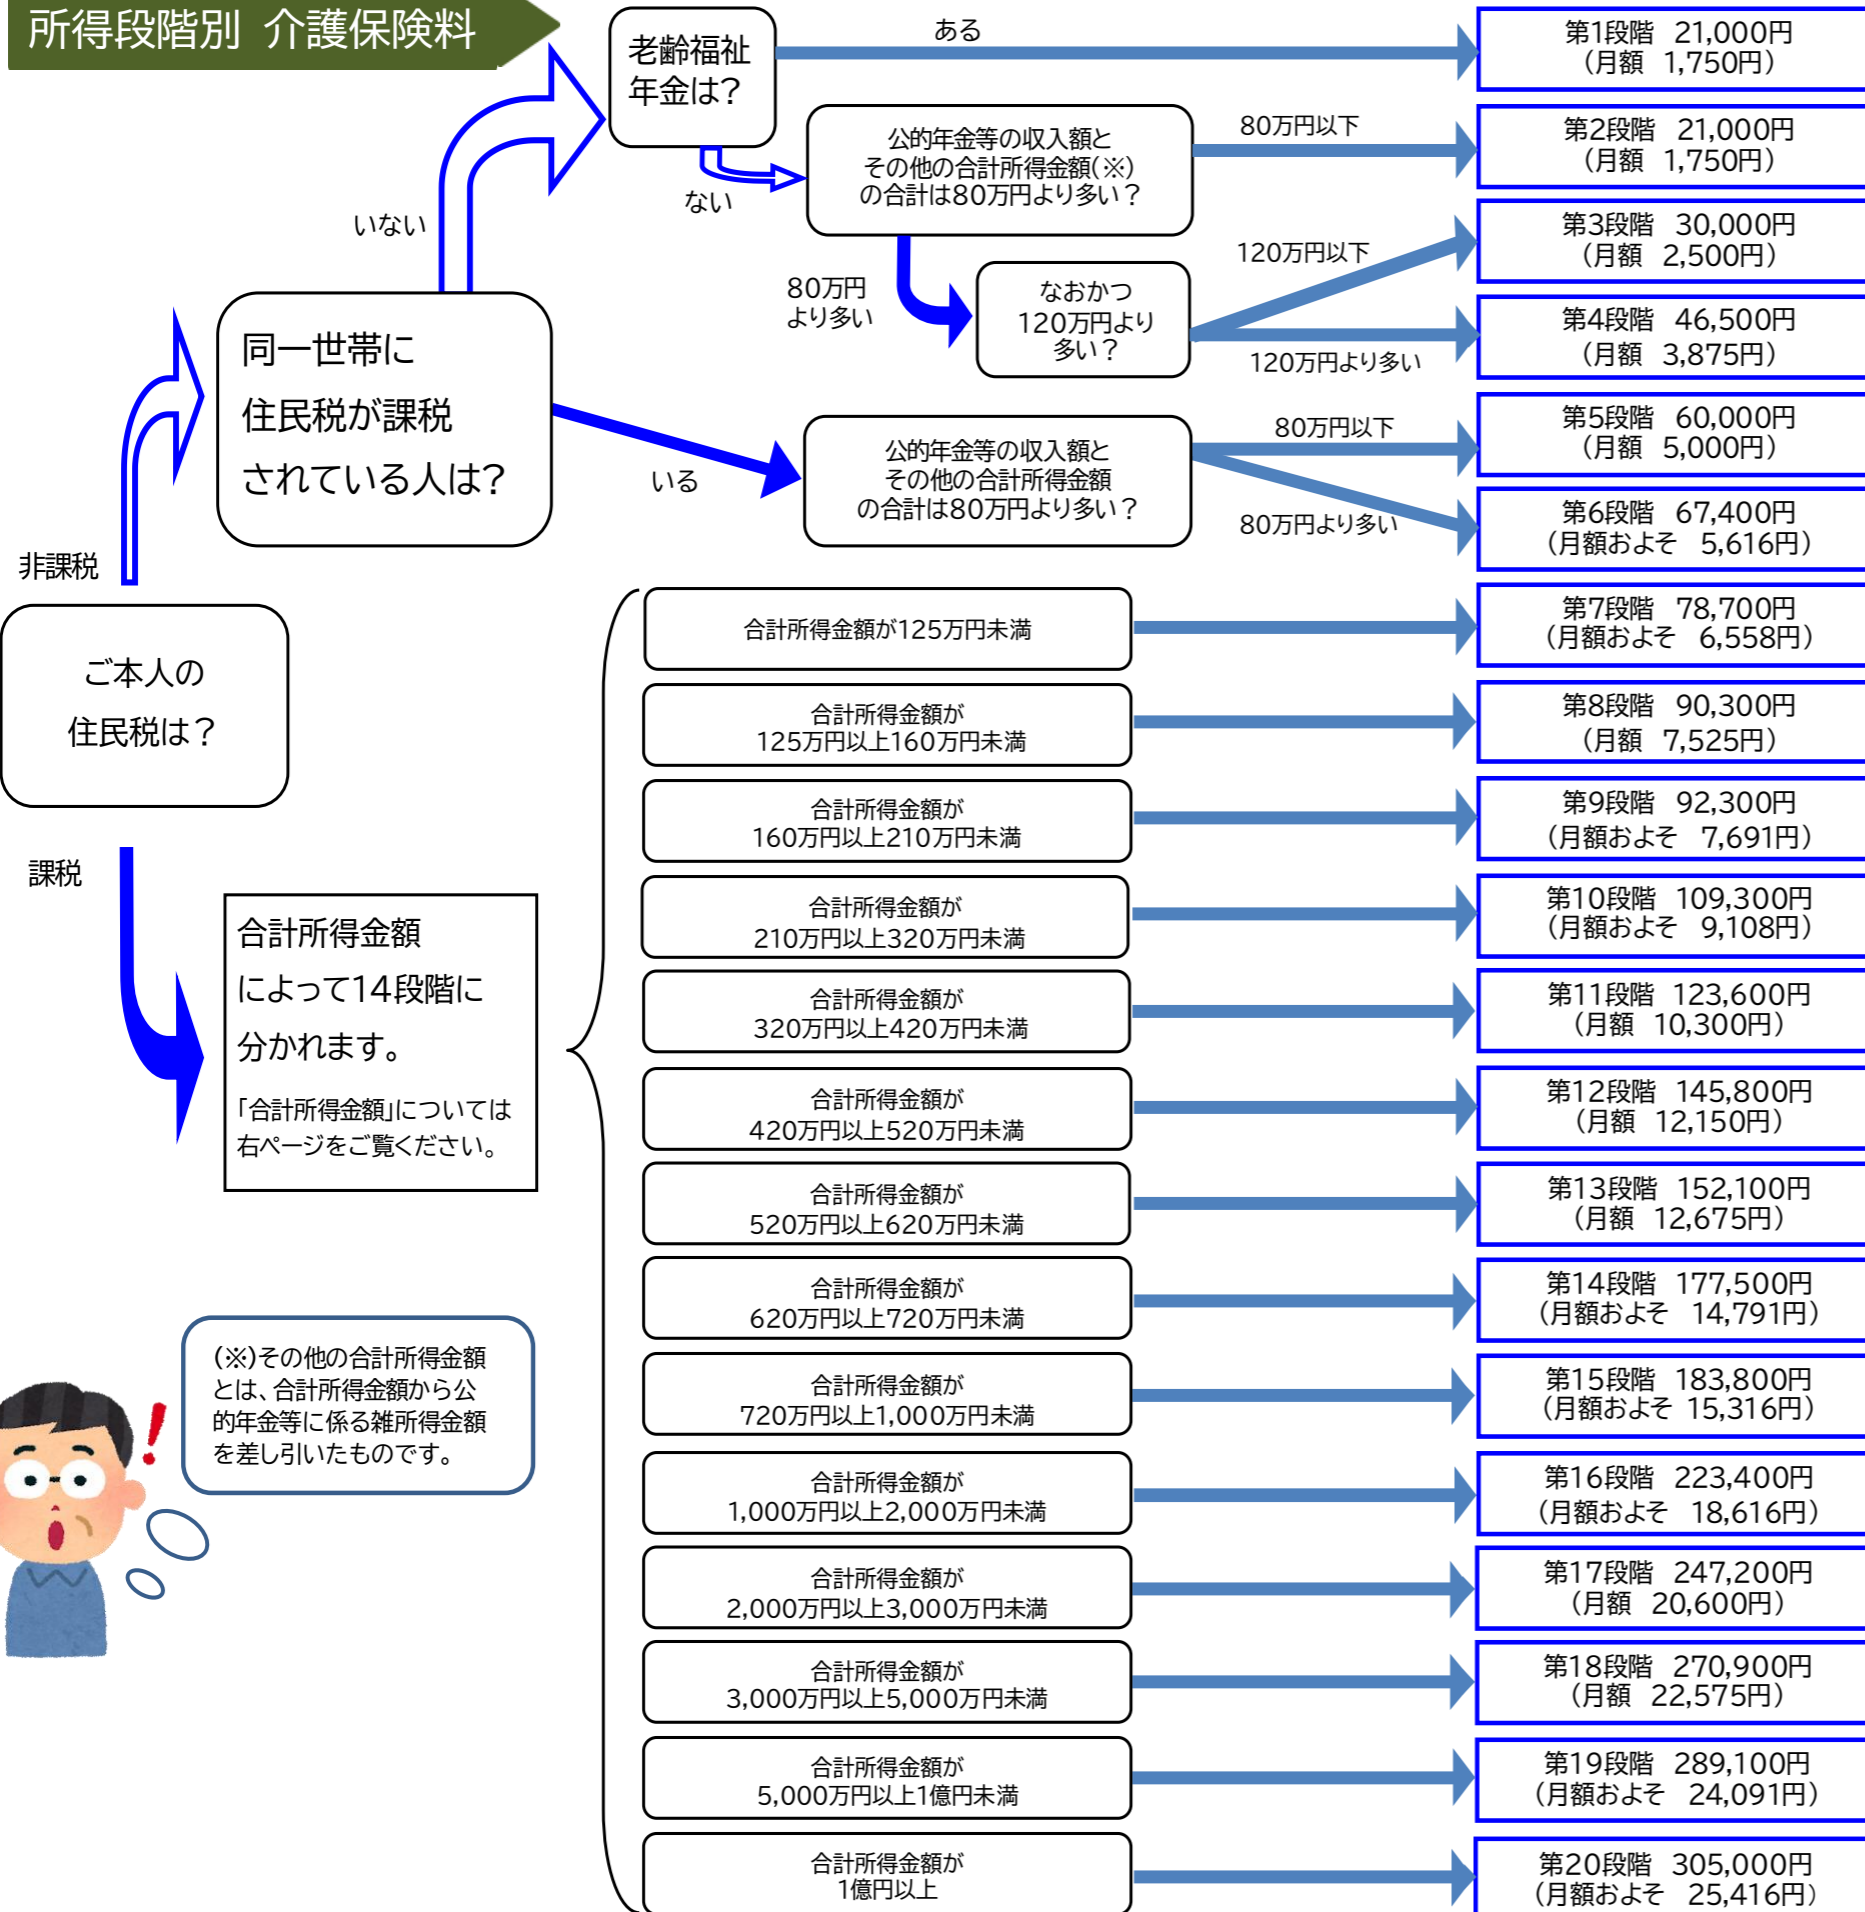 所得段階別 介護保険料
老齢福祉
年金は？
ある
ない
第1段階 21,000円
（月額 1,750円）
公的年金等の収入額と
その他の合計所得金額（※）
の合計は80万円より多い？
80万円以下
第2段階 21,000円
（月額 1,750円）
80万円
より多い
なおかつ
120万円より
多い？
120万円以下
第3段階 30,000円
（月額 2,500円）
120万円より多い
第4段階 46,500円
（月額 3,875円）
いない
同一世帯に
住民税が課税
されている人は？
いる
公的年金等の収入額と
その他の合計所得金額
の合計は80万円より多い？
80万円以下
第5段階 60,000円
（月額 5,000円）
80万円より多い
第6段階 67,400円
（月額およそ 5,616円）
非課税
ご本人の
住民税は？
課税
合計所得金額
によって14段階に
分かれます。
「合計所得金額」については
右ページをご覧ください。
合計所得金額が125万円未満
第7段階 78,700円
（月額およそ 6,558円）
合計所得金額が
125万円以上160万円未満
第8段階 90,300円
（月額 7,525円）
合計所得金額が
160万円以上210万円未満
第9段階 92,300円
（月額およそ 7,691円）
合計所得金額が
210万円以上320万円未満
第10段階 109,300円
（月額およそ 9,108円）
合計所得金額が
320万円以上420万円未満
第11段階 123,600円
（月額 10,300円）
合計所得金額が
420万円以上520万円未満
第12段階 145,800円
（月額 12,150円）
合計所得金額が
520万円以上620万円未満
第13段階 152,100円
（月額 12,675円）
合計所得金額が
620万円以上720万円未満
第14段階 177,500円
（月額およそ 14,791円）
合計所得金額が
720万円以上1,000万円未満
第15段階 183,800円
（月額およそ 15,316円）
合計所得金額が
1,000万円以上2,000万円未満
第16段階 223,400円
（月額およそ 18,616円）
合計所得金額が
2,000万円以上3,000万円未満
第17段階 247,200円
（月額 20,600円）
合計所得金額が
3,000万円以上5,000万円未満
第18段階 270,900円
（月額 22,575円）
合計所得金額が
5,000万円以上1億円未満
第19段階 289,100円
（月額およそ 24,091円）
合計所得金額が
1億円以上
第20段階 305,000円
（月額およそ 25,416円）
(※)その他の合計所得金額
とは、合計所得金額から公
的年金等に係る雑所得金額
を差し引いたものです。